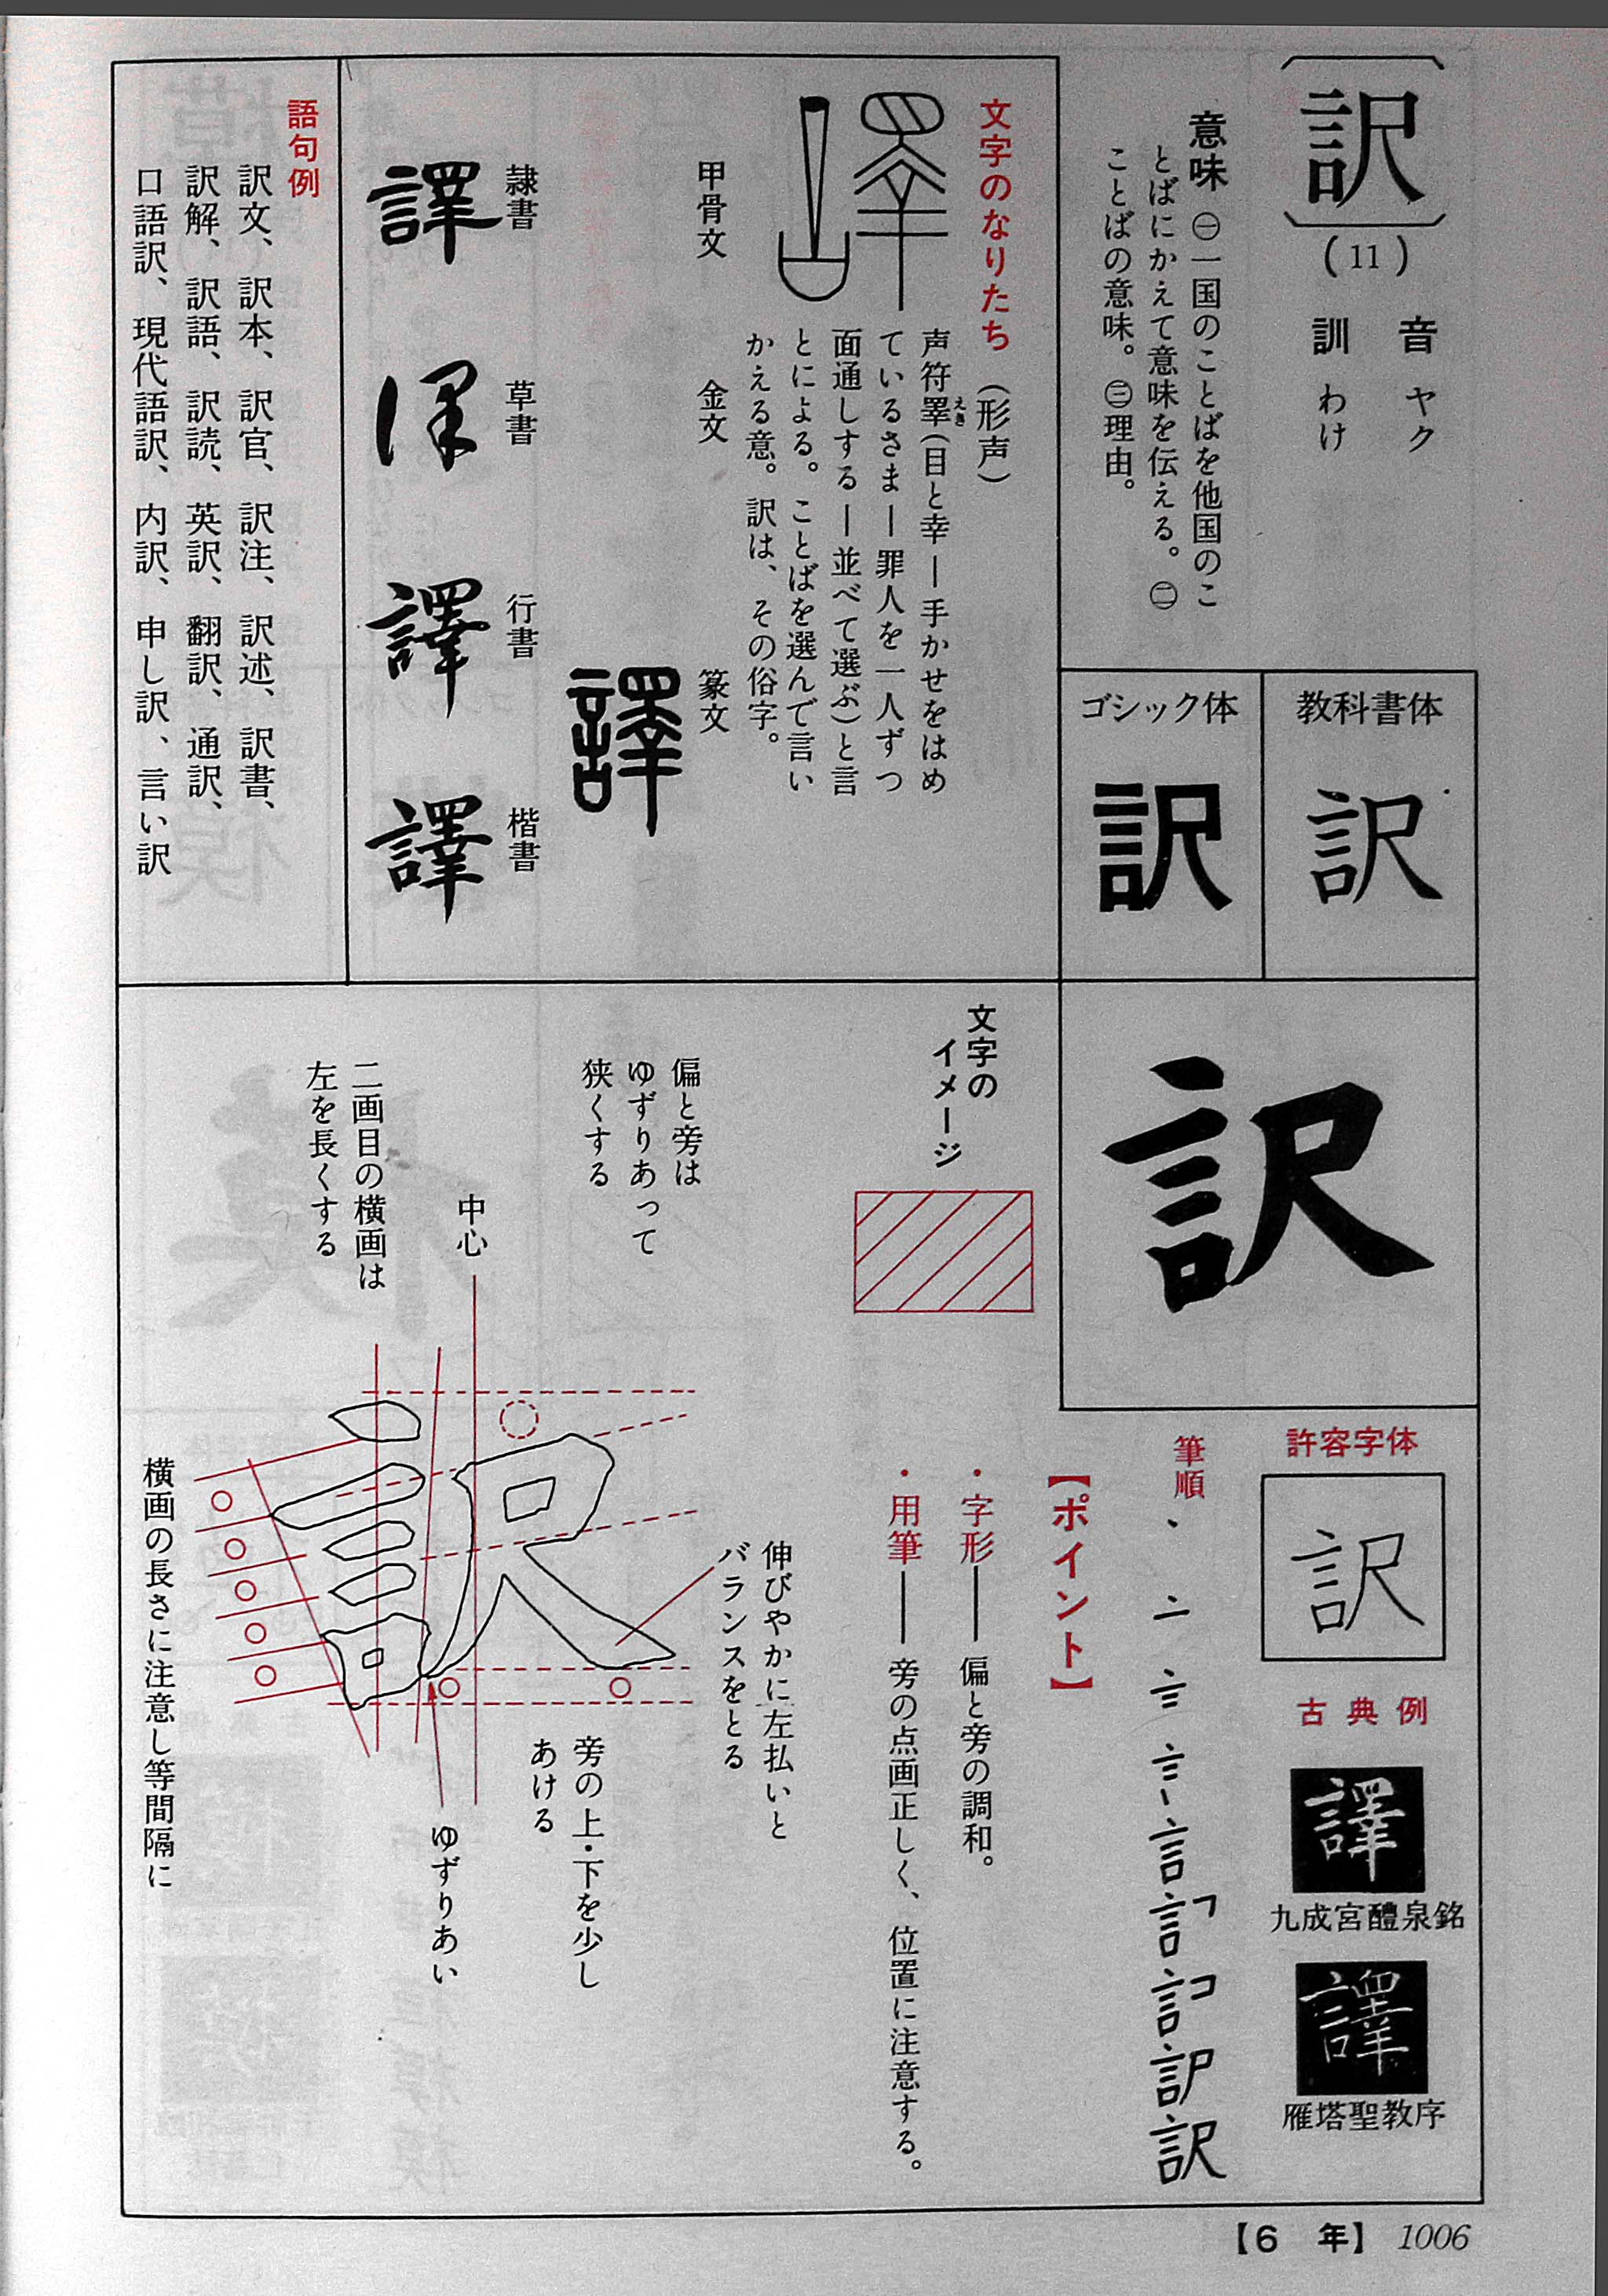 訳
(11)
音 ヤク
訓 わけ
意味 ㊀一国のことばを他国のこ
とばにかえて意味を伝える。㊁
ことばの意味。㊂理由。
教科書体
訳
ゴシック体
訳
文字のなりたち(形声)
声符睪(目と幸—手かせをはめ
えき
ているさま—罪人を一人ずつ
面通しする—並べて選ぶ)と言
とによる。ことばを選んで言い
かえる意。訳は、その俗字。
甲骨文
金文
篆文
譯
隷書
譯
草書
訳
行書
譯
楷書
譯
語句例
訳文、訳本、訳官、訳注、訳述、訳書、
訳解、訳語、訳読、英訳、翻訳、通訳、
口語訳、現代語訳、内訳、申し訳、言い訳
訳
許容字体
訳
古典例
譯
九成宮醴泉銘
譯
雁塔聖教序
筆順
訳
【ポイント】
・字形——偏と旁の調和。
・用筆——旁の点画正しく、位置に注意する。
文字の
イメージ
偏と旁は
ゆずりあって
狭くする
中心
二画目の横画は
左を長くする
伸びやかに左払いと
バランスをとる
旁の上・下を少し
あける
ゆずりあい
横画の長さに注意し等間隔に
【6 年】 1006